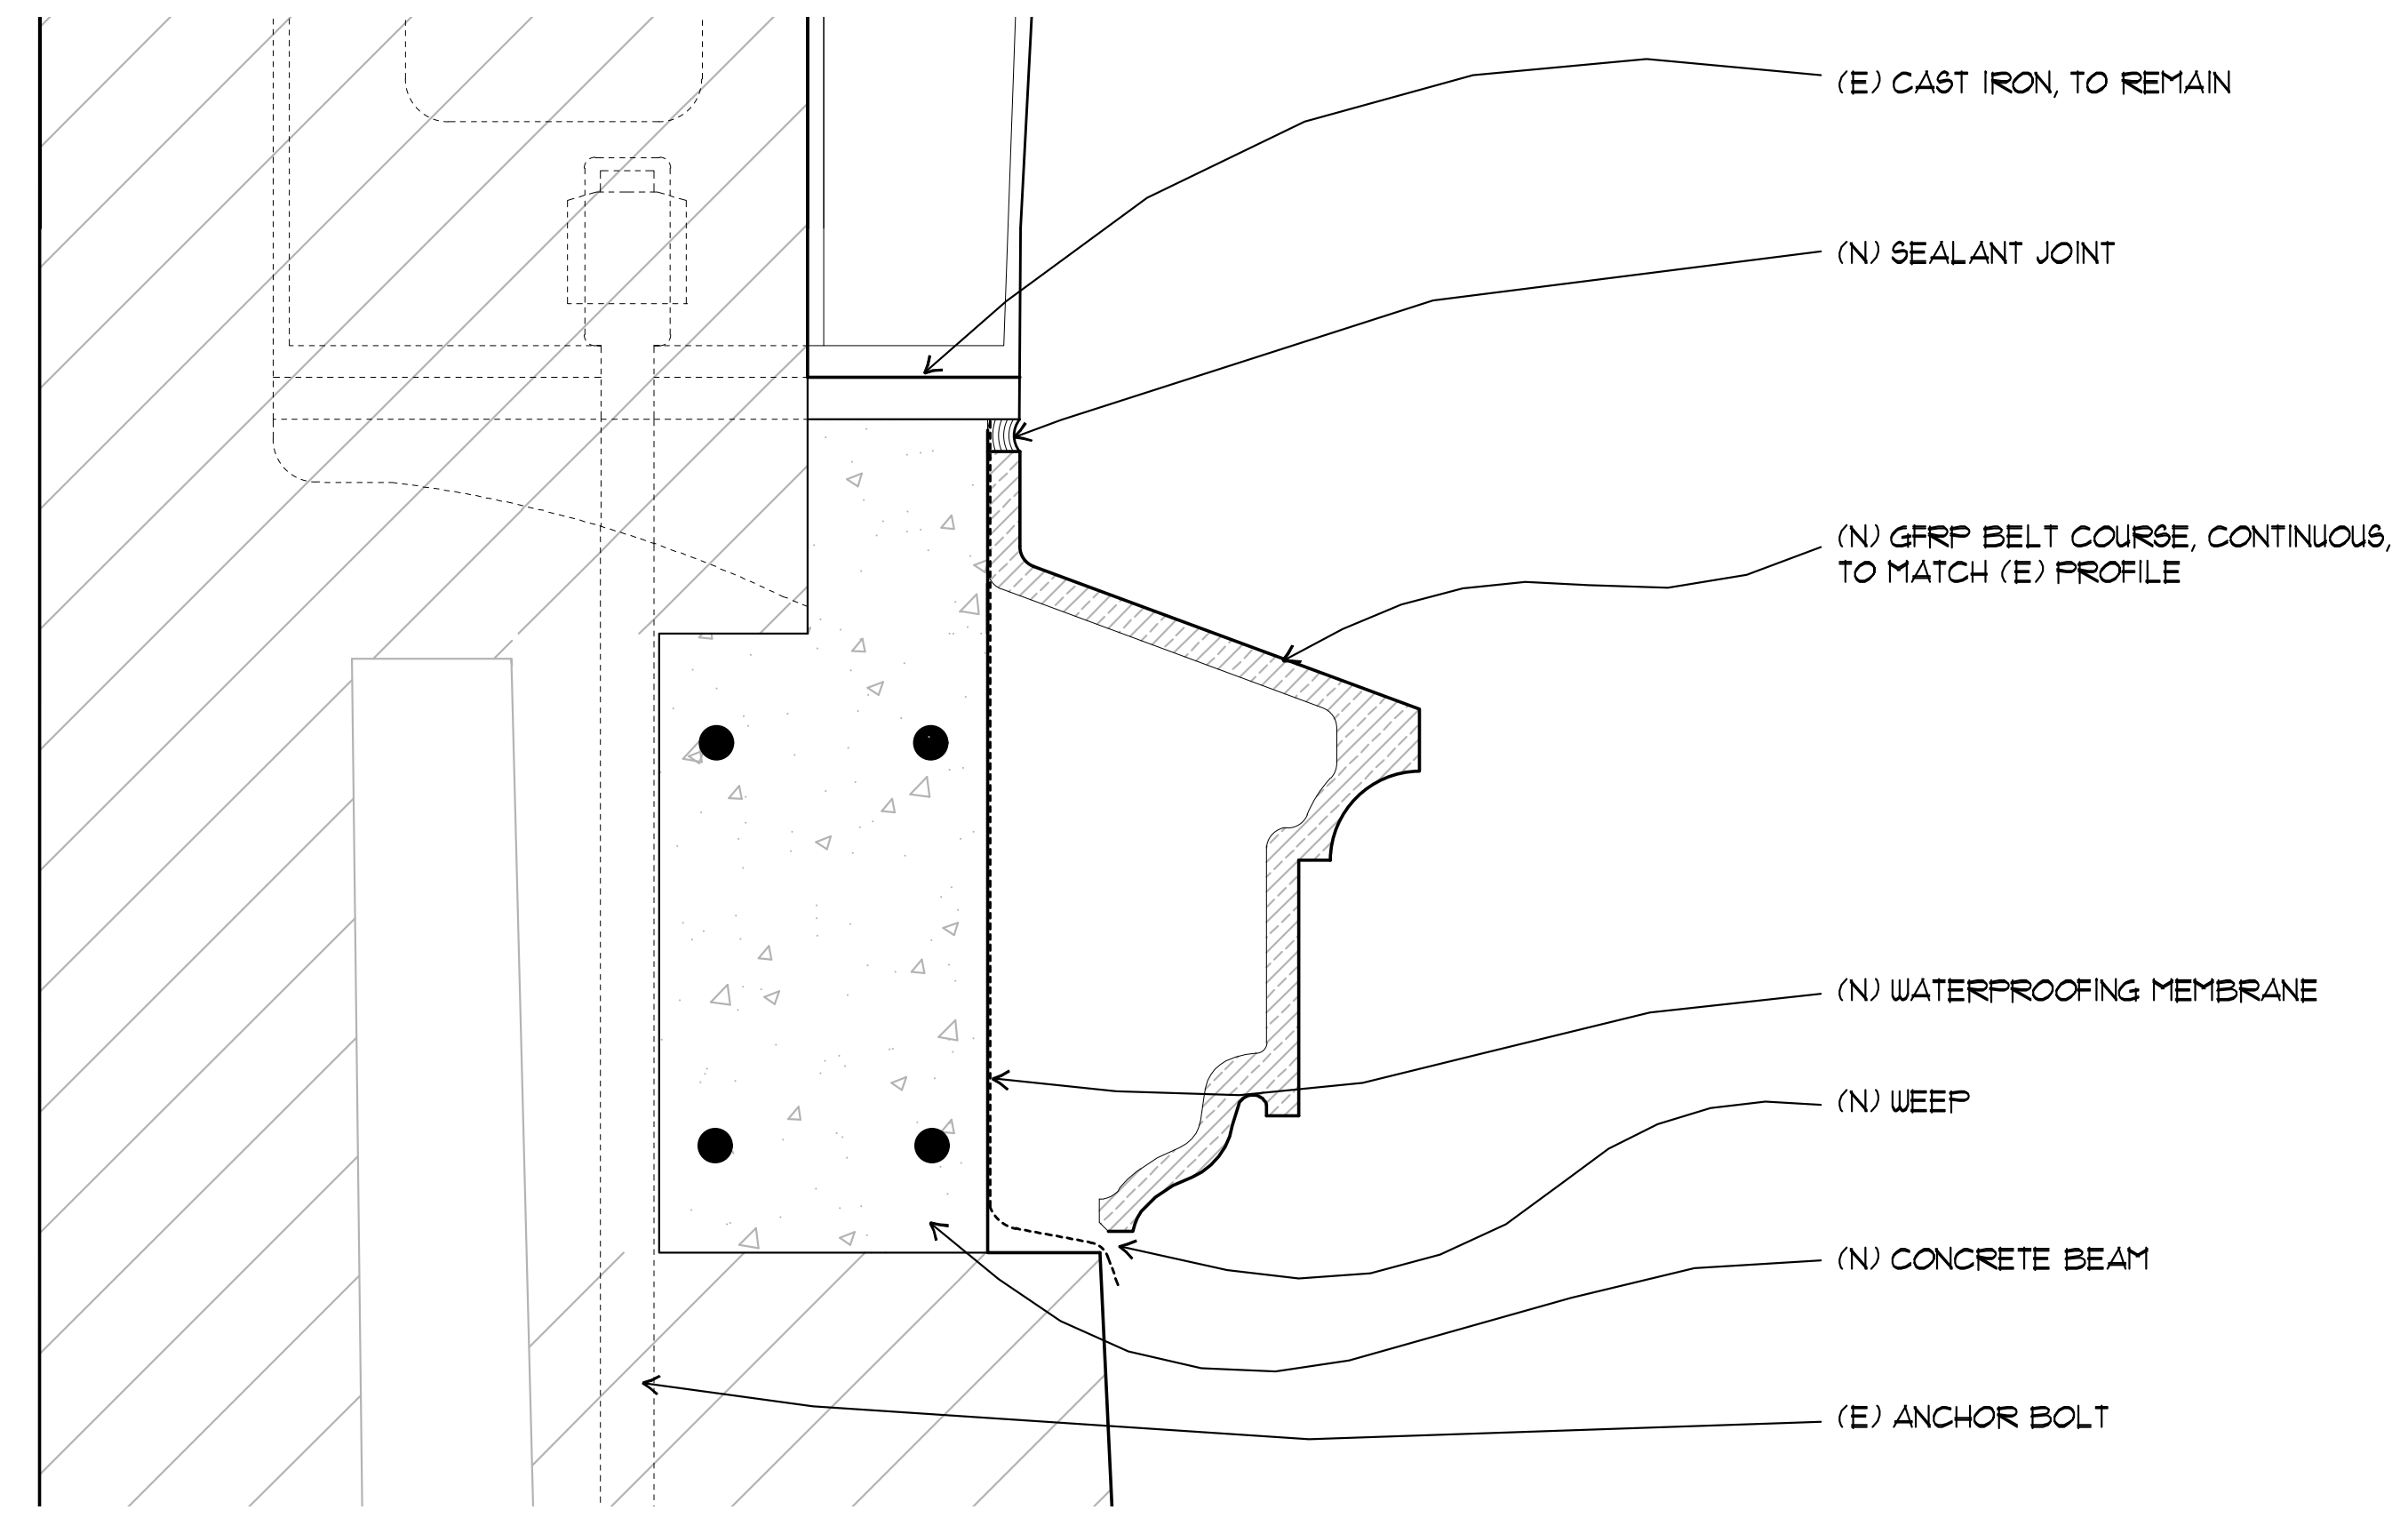 (E) CAST IRON, TO REMAIN
(N) SEALANT JOINT
(N) GFRP BELT COURSE, CONTINUOUS,
TO MATCH (E) PROFILE
(N) WATERPROOFING MEMBRANE
(N) WEEP
(N) CONCRETE BEAM
(E) ANCHOR BOLT